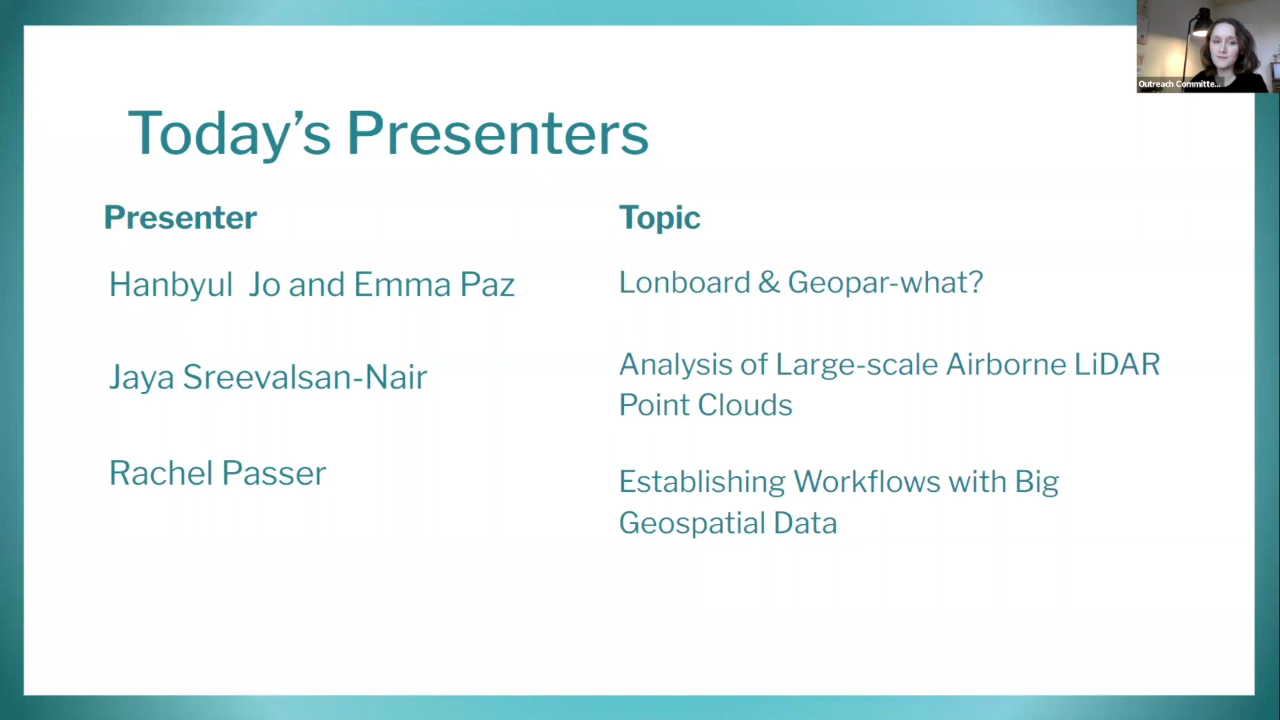 Outreach Committe...
Today's Presenters
Presenter
Topic
Hanbyul Jo and Emma Paz
Lonboard & Geopar-what?
Jaya Sreevalsan-Nair
Analysis of Large-scale Airborne LiDAR
Point Clouds
Rachel Passer
Establishing Workflows with Big
Geospatial Data